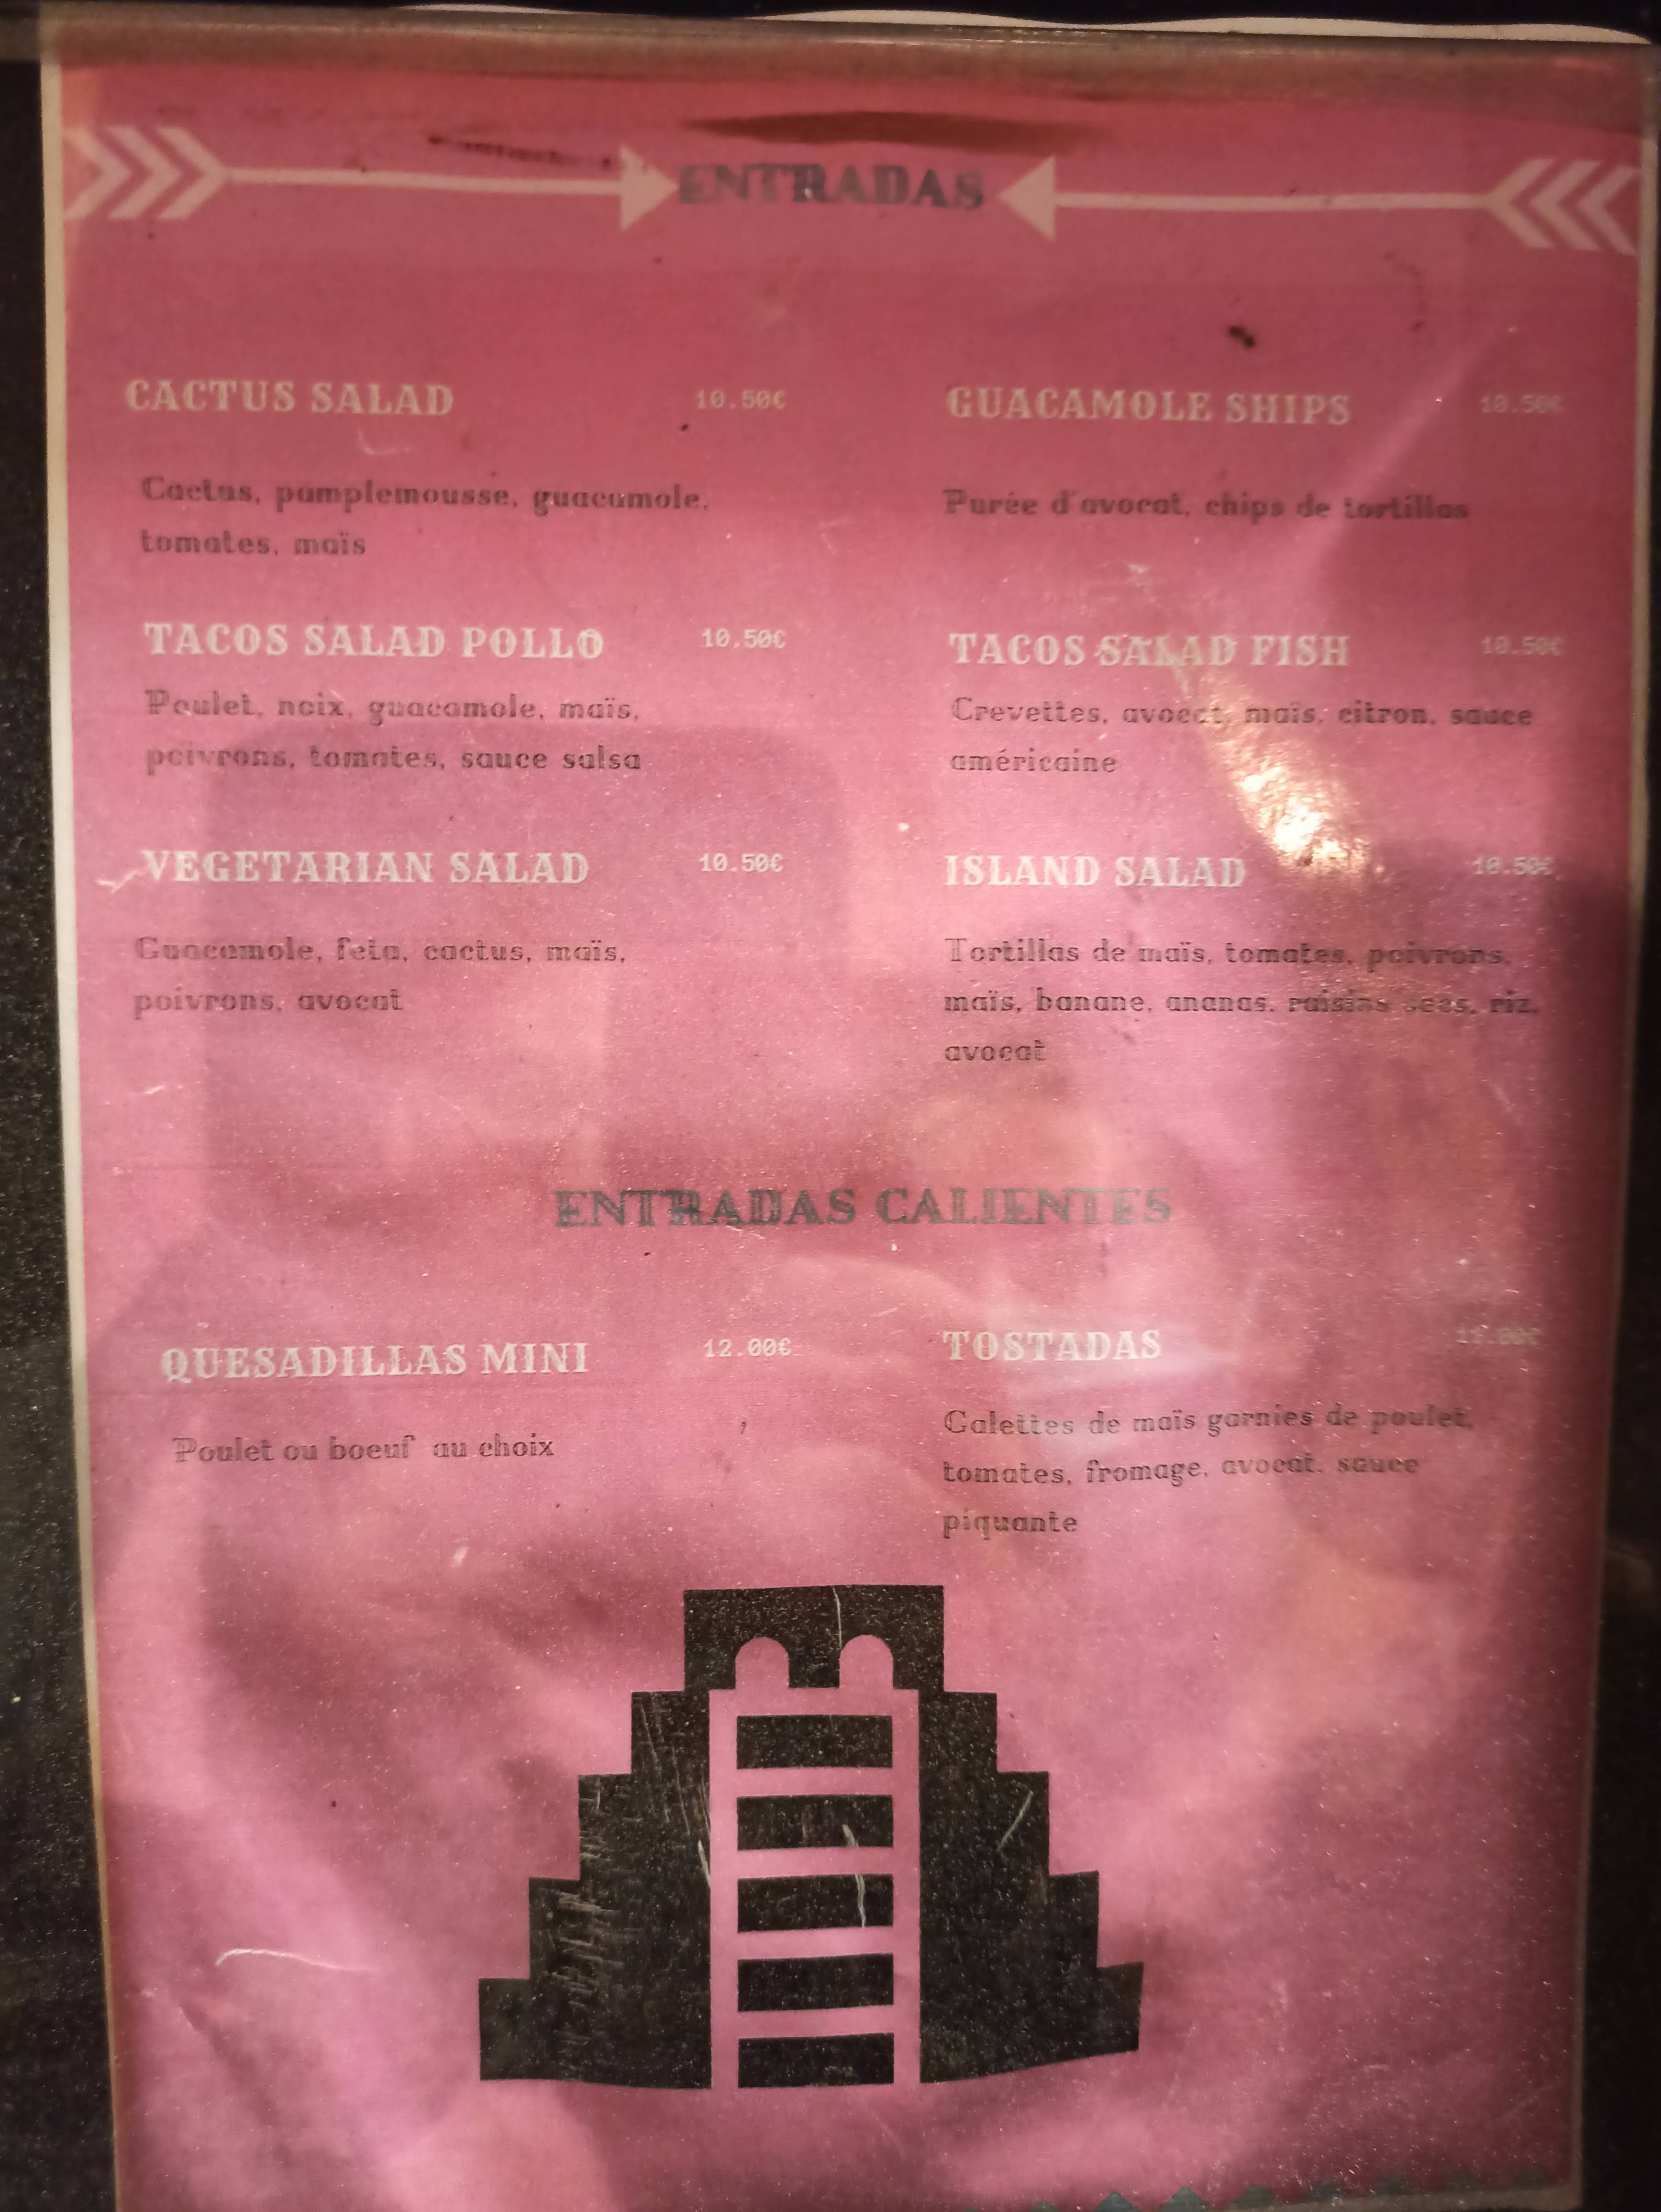 ENTRADAS
CACTUS SALAD 10.50€
Cactus, pamplemousse, guacamole,
tomates, maïs
GUACAMOLE SHIPS 10.50€
Purée d'avocat, chips de tortillas
TACOS SALAD POLLO 10.50€
Poulet, noix, guacamole, maïs,
poivrons, tomates, sauce salsa
TACOS SALAD FISH 10.50€
Crevettes, avocat, maïs, citron, sauce
américaine
VEGETARIAN SALAD 10.50€
Guacamole, feta, cactus, maïs,
poivrons, avocat
ISLAND SALAD 10.50€
Tortillas de maïs, tomates, poivrons,
maïs, banane, ananas, raisins secs, riz,
avocat
ENTRADAS CALIENTES
QUESADILLAS MINI 12.00€
Poulet ou boeuf au choix
TOSTADAS
Galettes de maïs garnies de poulet,
tomates, fromage, avocat, sauce
piquante